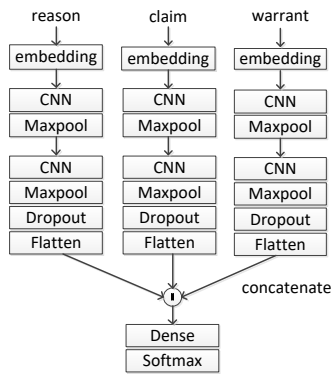 reason claim warrant
embedding embedding embedding
CNN CNN CNN
Maxpool Maxpool Maxpool
CNN CNN CNN
Maxpool Maxpool Maxpool
Dropout Dropout Dropout
Flatten Flatten Flatten
concatenate
Dense
Softmax